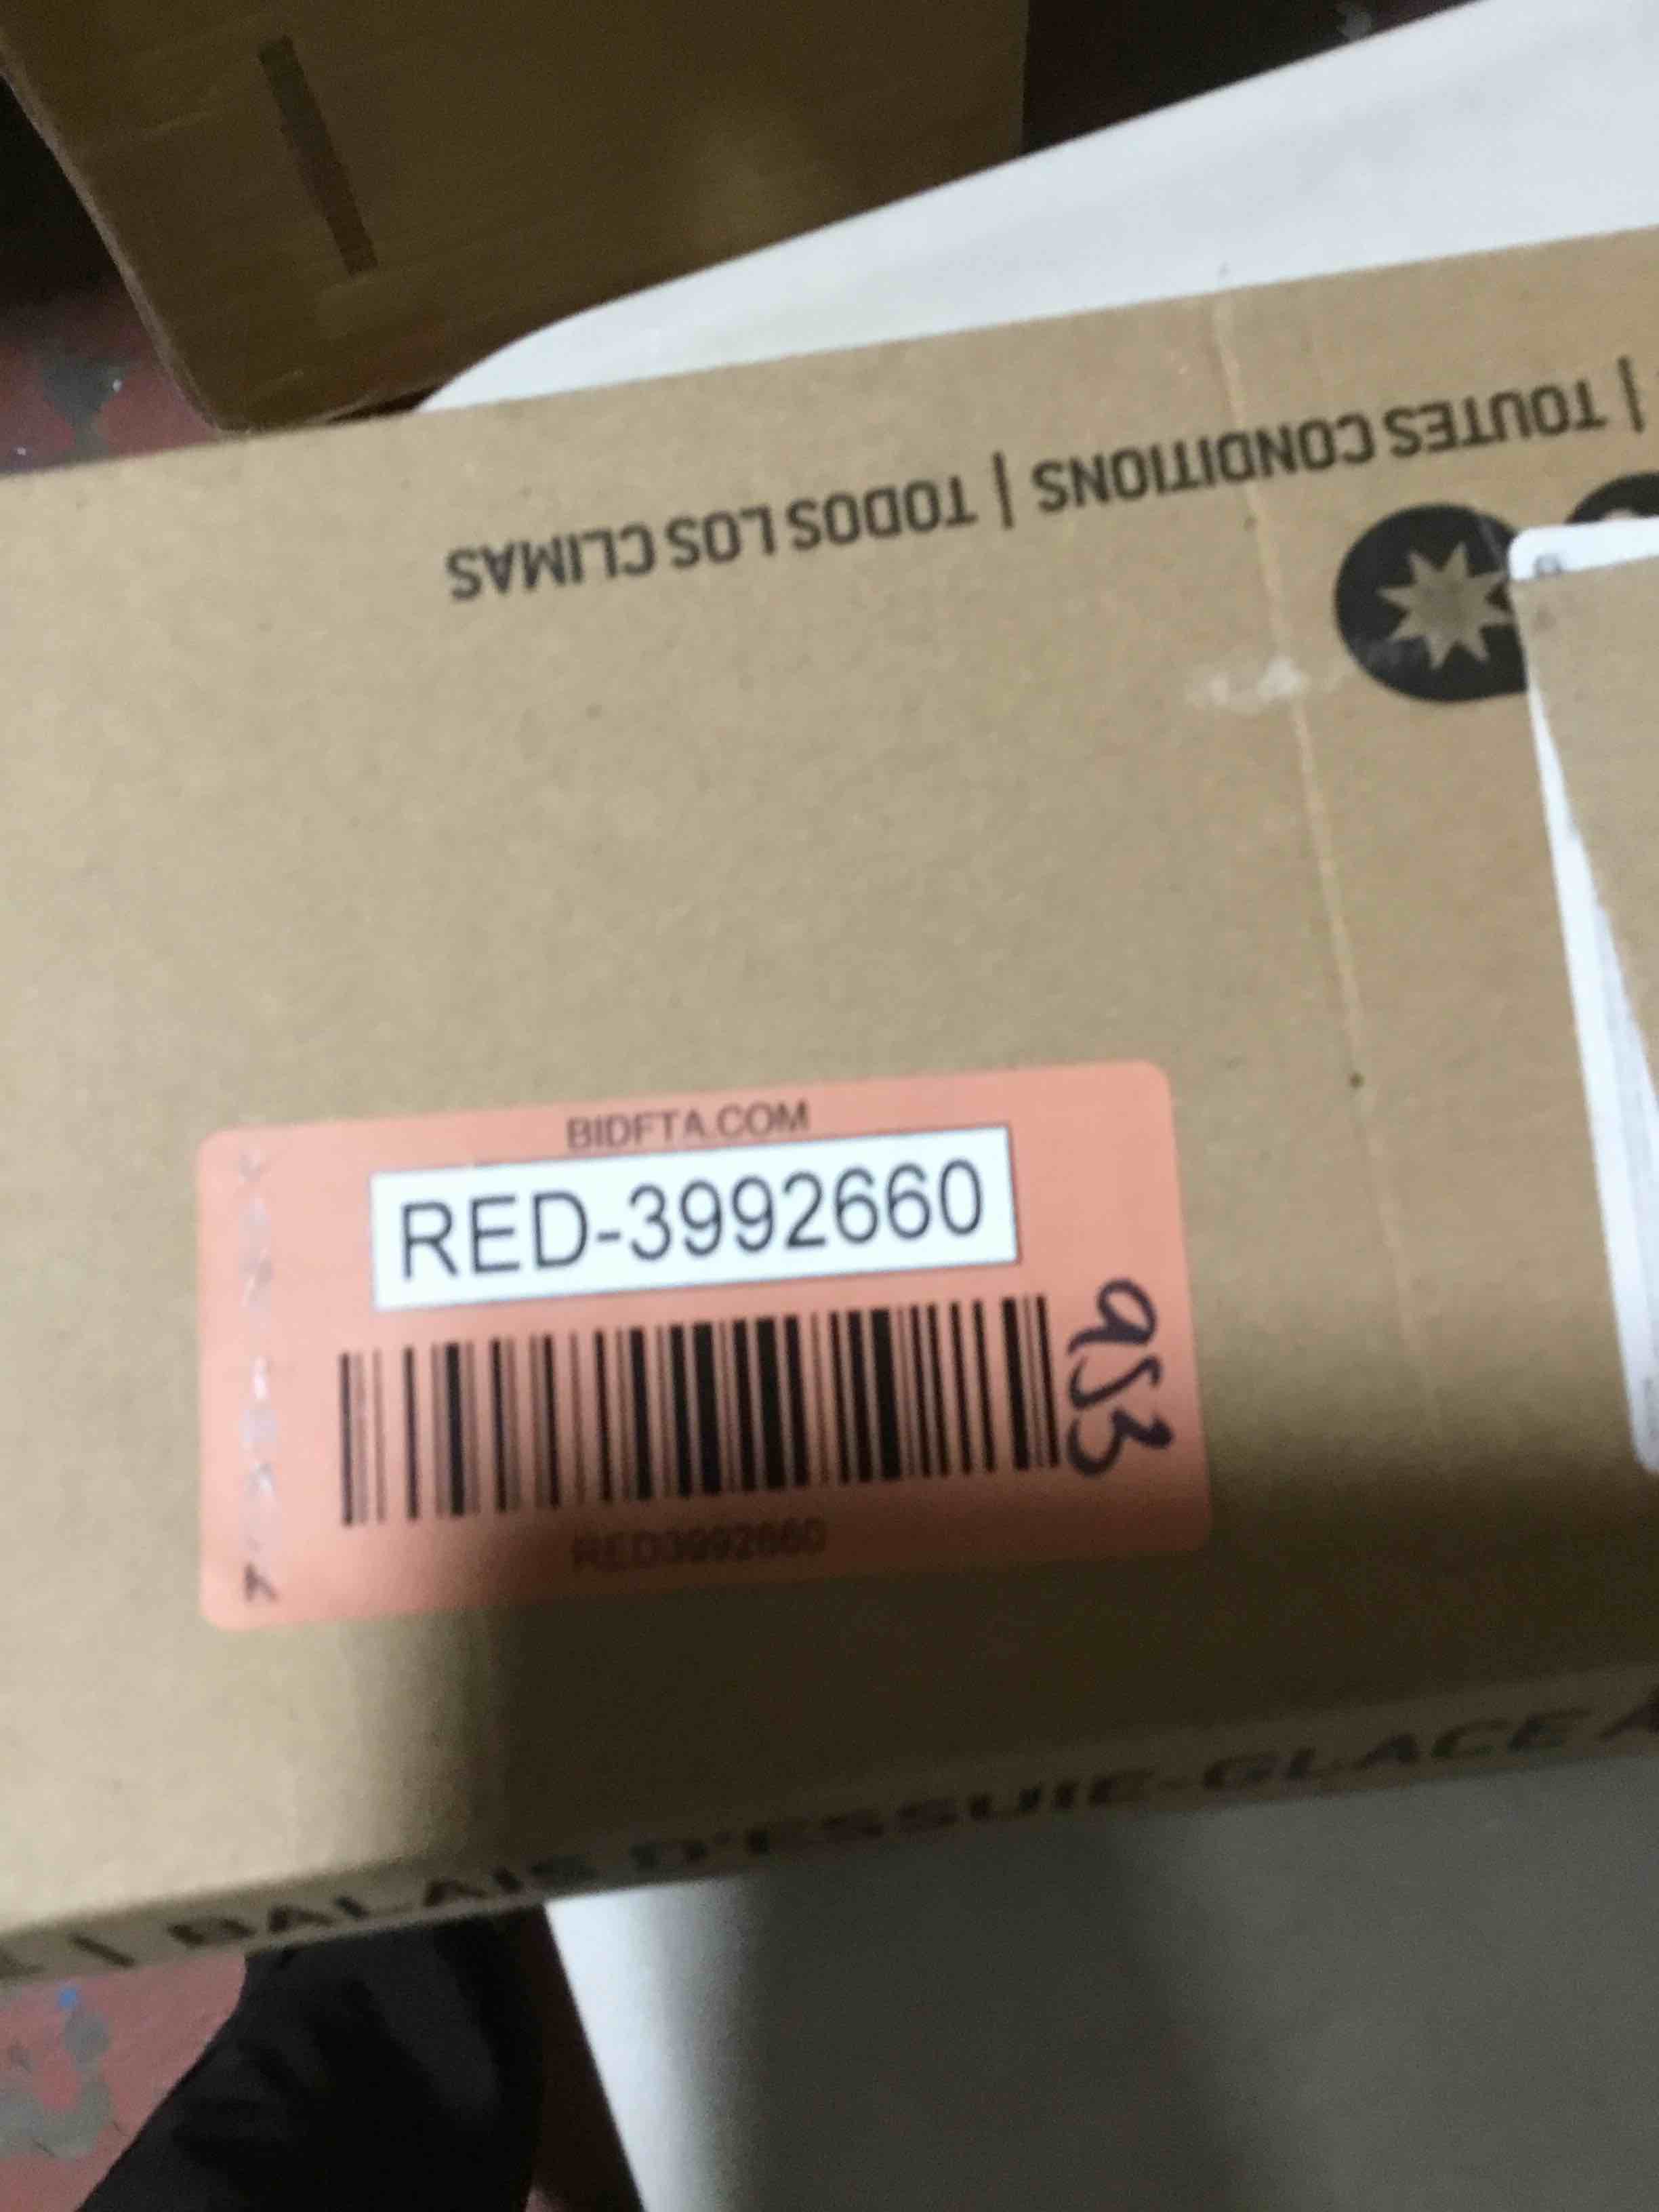 | TOUTES CONDITIONS | TODOS LOS CLIMAS
BIDFTA.COM
RED-3992660
953
RED3992660
| BALAIS D'ESSUIE-GLACE